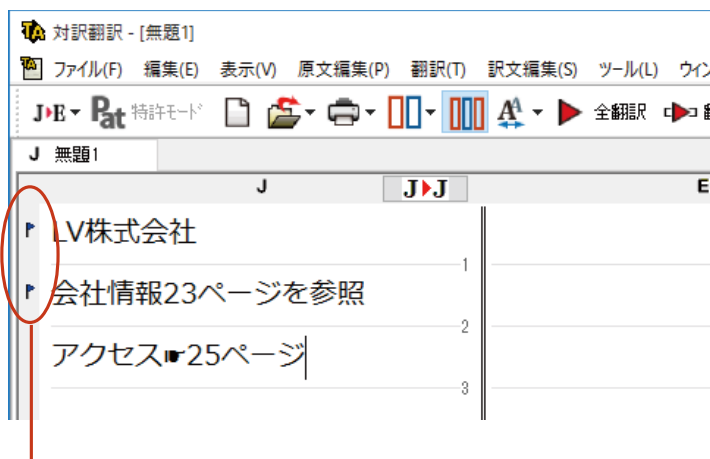 対訳翻訳 - [無題1]
ファイル(F) 編集(E) 表示(V) 原文編集(P) 翻訳(T) 訳文編集(S) ツール(L) ウイン
J▶E Pat 特許モード 全翻訳
J 無題1
J J▶J E
LV株式会社
1
会社情報23ページを参照
2
アクセス☛25ページ
3